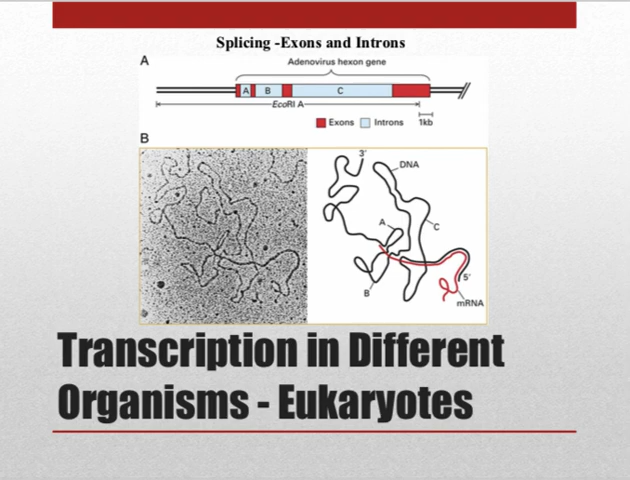 Splicing -Exons and Introns
A
Adenovirus hexon gene
A B C
EcoRI A
Exons Introns 1kb
B
3'
DNA
A
C
B
5'
mRNA
Transcription in Different
Organisms - Eukaryotes